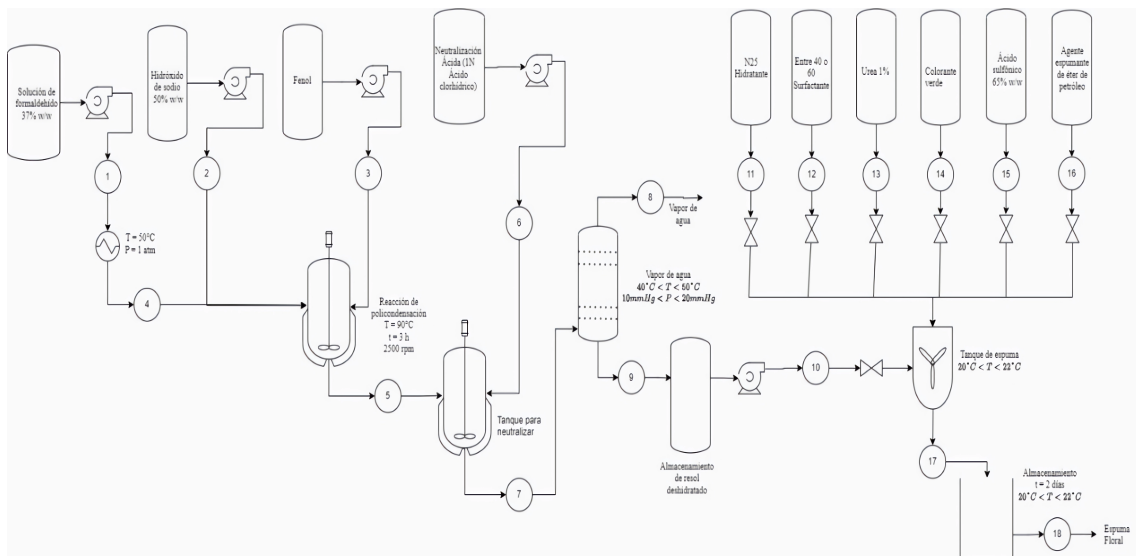 Solución de
formaldehído
37% w/w
Hidróxido
de sodio
50% w/w
Fenol
Neutralización
Ácida (1N
Ácido
clorhídrico)
N25
Hidratante
Entre 40 o
60
Surfactante
Urea 1%
Colorante
verde
Ácido
sulfónico
65% w/w
Agente
espumante
de éter de
petróleo
1
2
3
6
11
12
13
14
15
16
T = 50°C
P = 1 atm
4
Reacción de
policondensación
T = 90°C
t = 3 h
2500 rpm
5
Tanque para
neutralizar
7
8
Vapor de
agua
Vapor de agua
40°C < T < 60°C
10mmHg < P < 20mmHg
9
Almacenamiento
de resol
deshidratado
10
Tanque de espuma
20°C < T < 22°C
17
Almacenamiento
t = 2 días
20°C < T < 22°C
18
Espuma
Floral